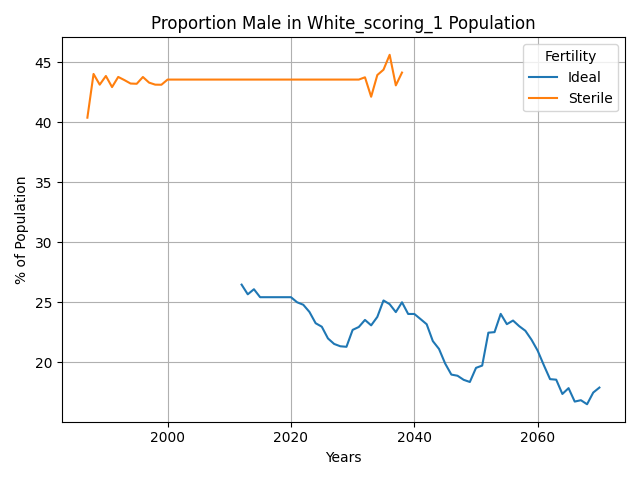 Proportion Male in White_scoring_1 Population
Fertility
Ideal
Sterile
% of Population
45
40
35
30
25
20
2000
2020
2040
2060
Years